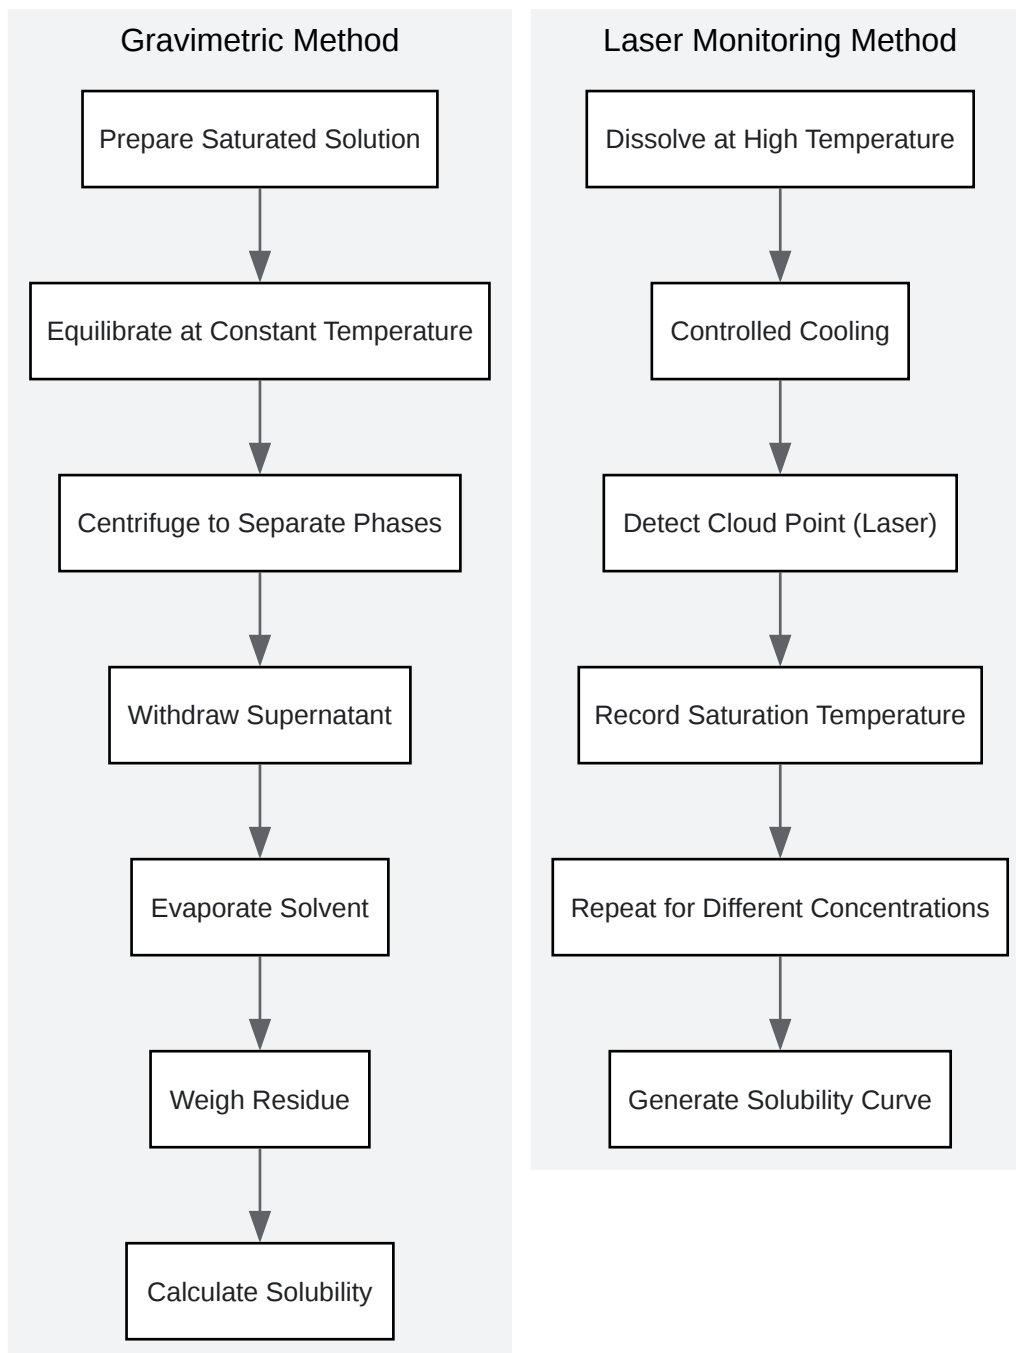 Gravimetric Method
Prepare Saturated Solution
Equilibrate at Constant Temperature
Centrifuge to Separate Phases
Withdraw Supernatant
Evaporate Solvent
Weigh Residue
Calculate Solubility
Laser Monitoring Method
Dissolve at High Temperature
Controlled Cooling
Detect Cloud Point (Laser)
Record Saturation Temperature
Repeat for Different Concentrations
Generate Solubility Curve